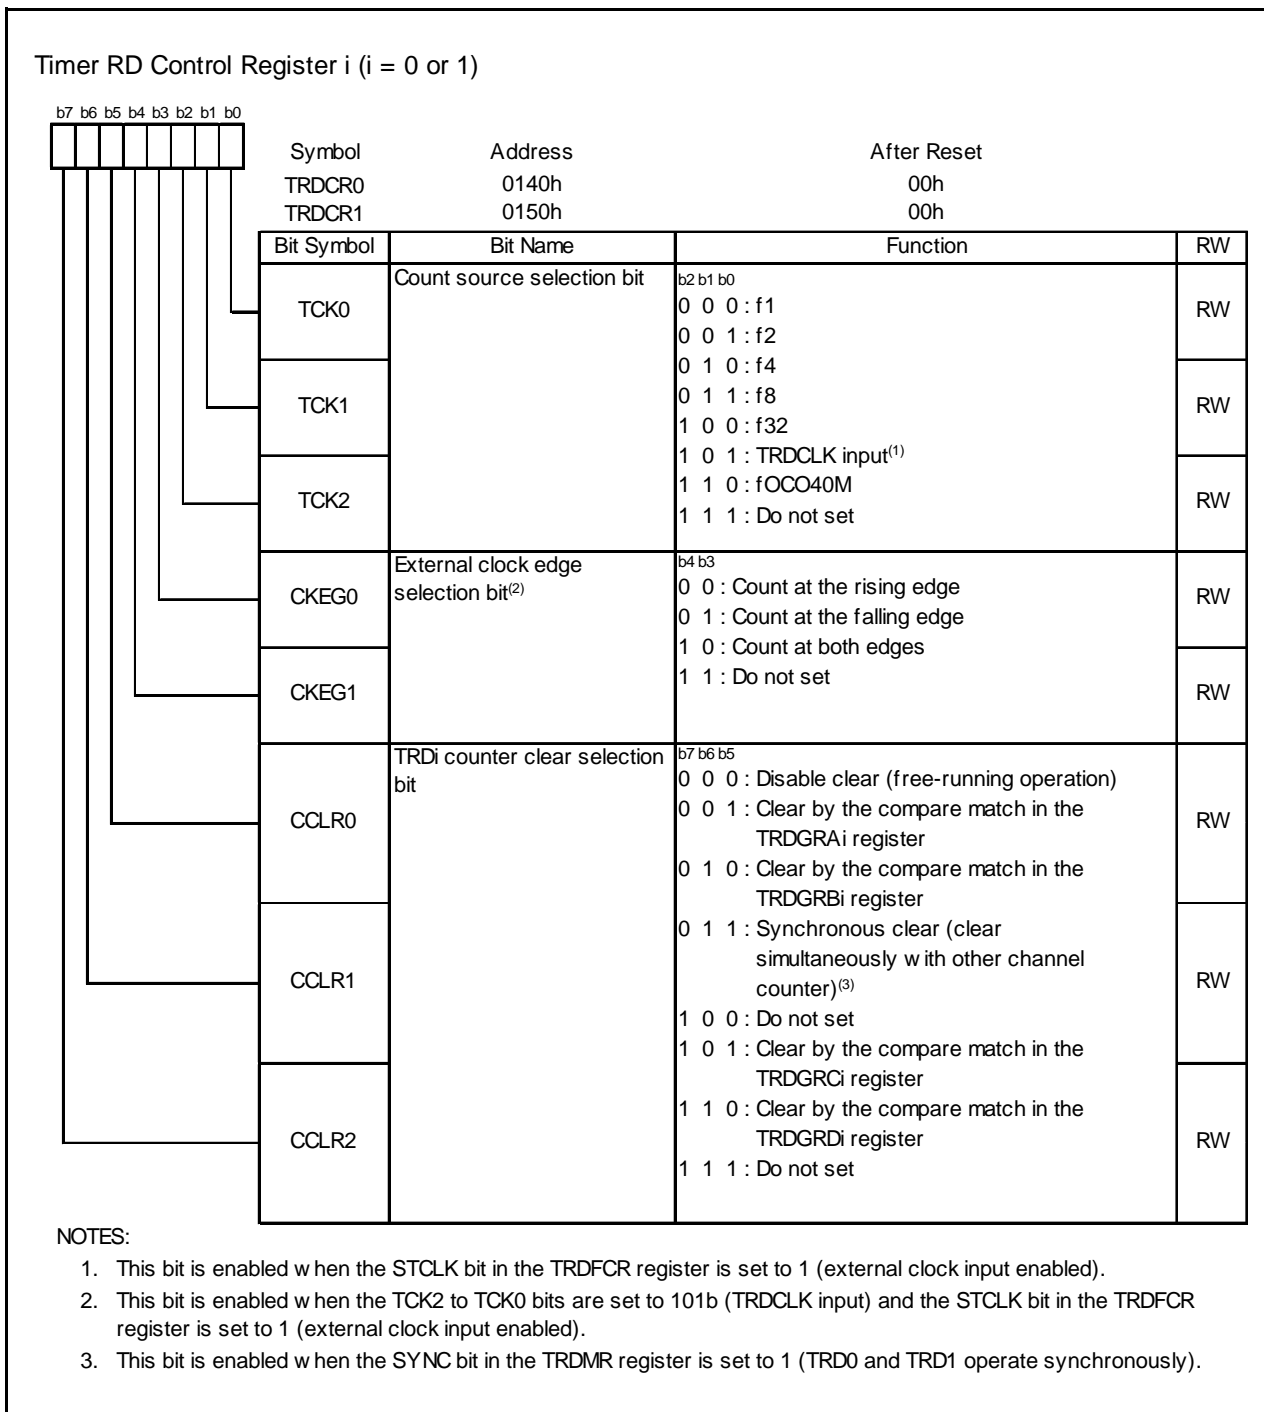 Timer RD Control Register i (i = 0 or 1)
b7 b6 b5 b4 b3 b2 b1 b0
Symbol Address After Reset
TRDCR0 0140h 00h
TRDCR1 0150h 00h
Bit Symbol Bit Name Function RW
TCK0 Count source selection bit b2 b1 b0 RW
0 0 0 : f1
0 0 1 : f2
0 1 0 : f4
TCK1 0 1 1 : f8 RW
1 0 0 : f32
1 0 1 : TRDCLK input(1)
TCK2 1 1 0 : fOCO40M RW
1 1 1 : Do not set
CKEG0 External clock edge b4 b3 RW
selection bit(2) 0 0 : Count at the rising edge
0 1 : Count at the falling edge
1 0 : Count at both edges
CKEG1 1 1 : Do not set RW
TRDi counter clear selection b7 b6 b5
bit 0 0 0 : Disable clear (free-running operation)
CCLR0 0 0 1 : Clear by the compare match in the RW
TRDGRAi register
0 1 0 : Clear by the compare match in the
TRDGRBi register
0 1 1 : Synchronous clear (clear
simultaneously with other channel
CCLR1 counter)(3) RW
1 0 0 : Do not set
1 0 1 : Clear by the compare match in the
TRDGRCi register
1 1 0 : Clear by the compare match in the
CCLR2 TRDGRDi register RW
1 1 1 : Do not set
NOTES:
1. This bit is enabled when the STCLK bit in the TRDFCR register is set to 1 (external clock input enabled).
2. This bit is enabled when the TCK2 to TCK0 bits are set to 101b (TRDCLK input) and the STCLK bit in the TRDFCR
register is set to 1 (external clock input enabled).
3. This bit is enabled when the SYNC bit in the TRDMR register is set to 1 (TRD0 and TRD1 operate synchronously).